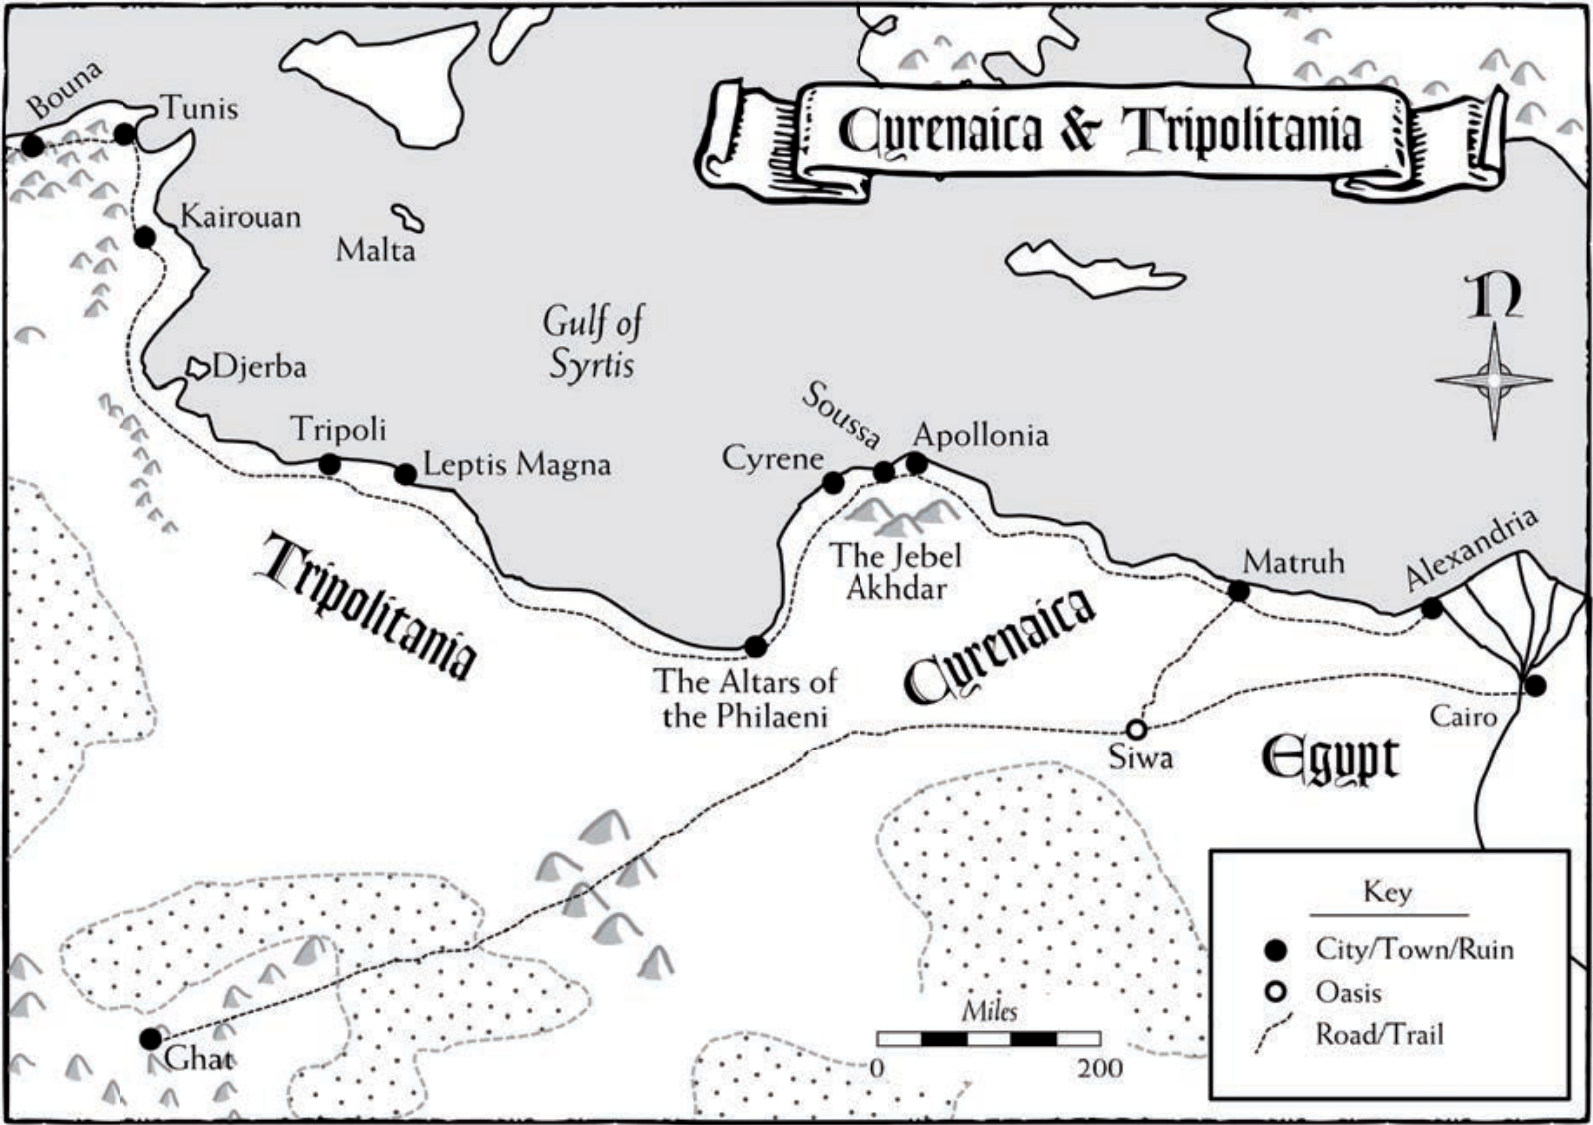 Bouna
Tunis
Cyrenaica & Tripolitania
Kairouan
Malta
N
Gulf of
Syrtis
Djerba
Tripoli
Leptis Magna
Cyrene
Soussa
Apollonia
The Jebel
Akhdar
Matruh
Alexandria
Tripolitania
Cyrenaica
The Altars of
the Philaeni
Siwa
Cairo
Egypt
Ghat
Miles
0 200
Key
City/Town/Ruin
Oasis
Road/Trail